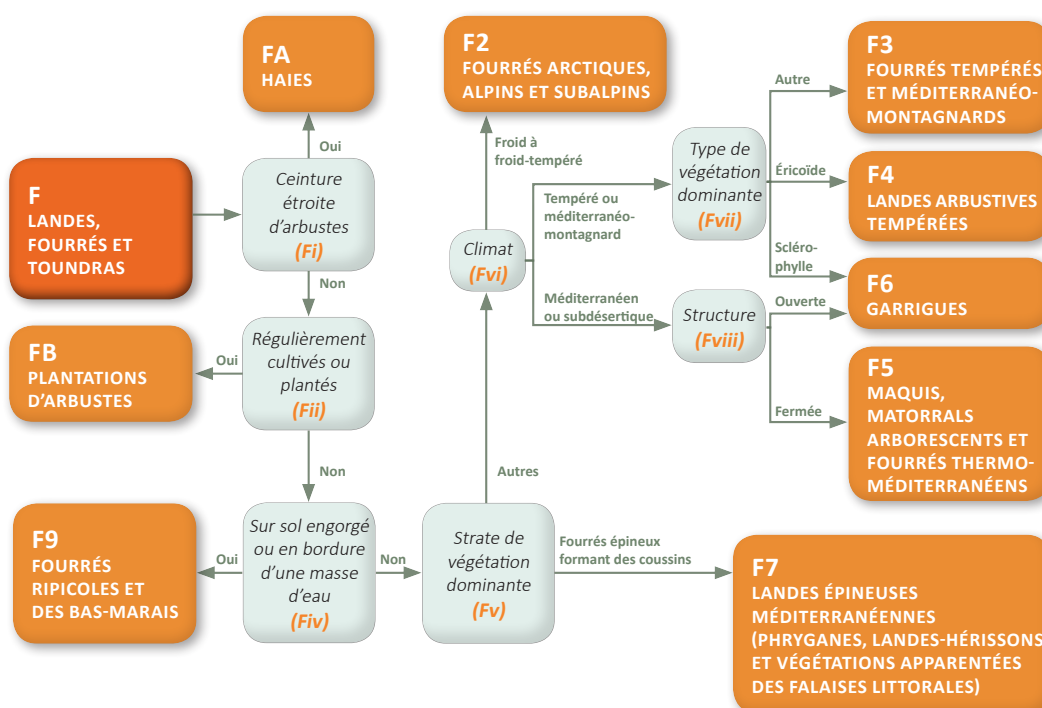 FA
HAIES
F2
FOURRÉS ARCTIQUES,
ALPINS ET SUBALPINS
F3
FOURRÉS TEMPÉRÉS
ET MÉDITERRANÉO-
MONTAGNARDS
Autre
Oui
Froid à
froid-tempéré
Type de
végétation
dominante
(Fvii)
F
LANDES,
FOURRÉS ET
TOUNDRAS
Ceinture
étroite
d’arbustes
(Fi)
Tempéré ou
méditerranéo-
montagnard
Éricoïde
F4
LANDES ARBUSTIVES
TEMPÉRÉES
Climat
(Fvi)
Scléro-
phylle
Non
Méditerranéen
ou subdésertique
Structure
(Fviii)
Ouverte
F6
GARRIGUES
FB
PLANTATIONS
D’ARBUSTES
Oui
Régulièrement
cultivés ou
plantés
(Fii)
Fermée
F5
MAQUIS,
MATORRALS
ARBORESCENTS ET
FOURRÉS THERMO-
MÉDITERRANÉENS
Non
Autres
F9
FOURRÉS
RIPICOLES ET
DES BAS-MARAIS
Oui
Sur sol engorgé
ou en bordure
d’une masse
d’eau
(Fiv)
Non
Strate de
végétation
dominante
(Fv)
Fourrés épineux
formant des coussins
F7
LANDES ÉPINEUSES
MÉDITERRANÉENNES
(PHRYGANES, LANDES-HÉRISSONS
ET VÉGÉTATIONS APPARENTÉES
DES FALAISES LITTORALES)